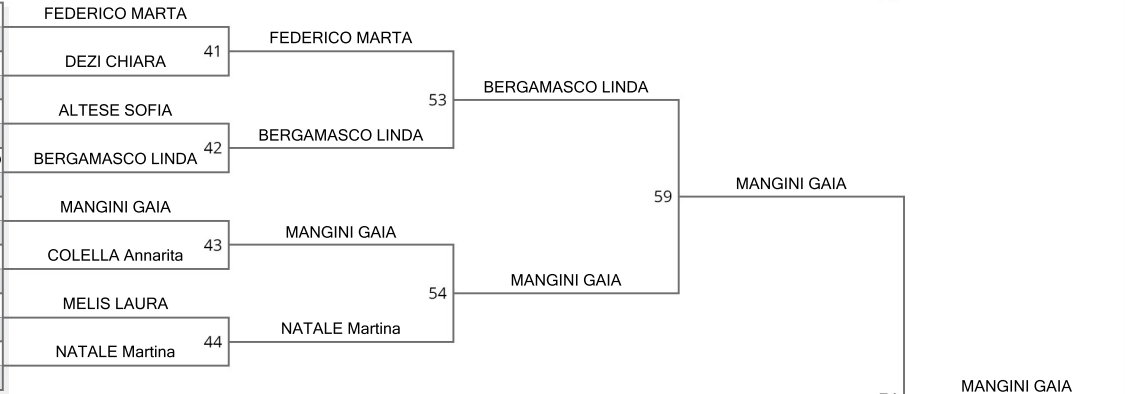 FEDERICO MARTA
41
DEZI CHIARA
FEDERICO MARTA
53
ALTESE SOFIA
42
BERGAMASCO LINDA
BERGAMASCO LINDA
BERGAMASCO LINDA
59
MANGINI GAIA
43
COLELLA Annarita
MANGINI GAIA
54
MELIS LAURA
44
NATALE Martina
NATALE Martina
MANGINI GAIA
MANGINI GAIA
MANGINI GAIA